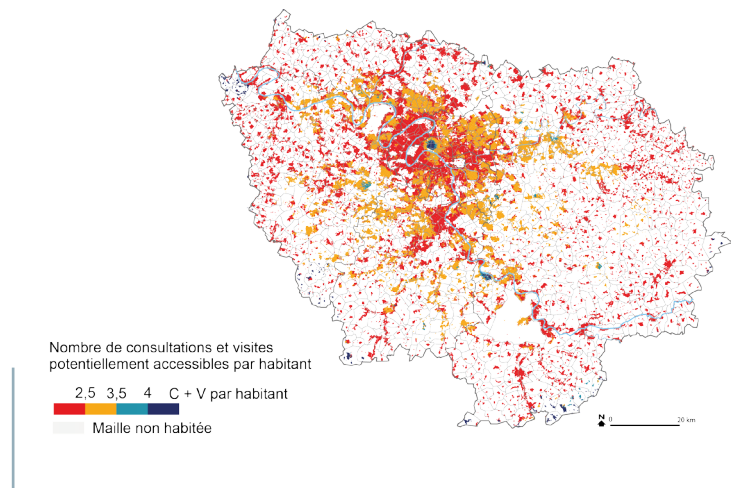 Nombre de consultations et visites
potentiellement accessibles par habitant
2,5 3,5 4 C + V par habitant
Maille non habitée
N 0 20 km